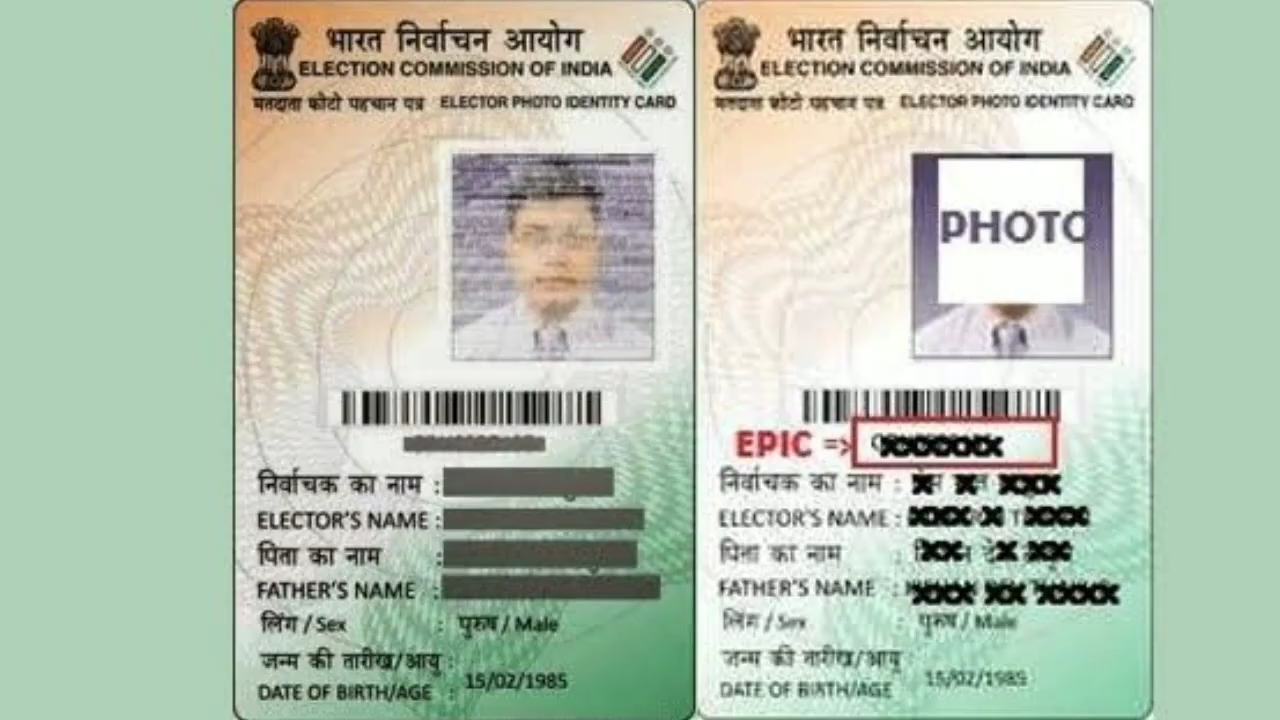 भारत निर्वाचन आयोग
ELECTION COMMISSION OF INDIA
मतदाता फोटो पहचान पत्र ELECTOR PHOTO IDENTITY CARD
निर्वाचक का नाम :
ELECTOR'S NAME :
पिता का नाम :
FATHER'S NAME :
लिंग / Sex : पुरुष / Male
जन्म की तारीख/आयु :
DATE OF BIRTH/AGE : 15/02/1985
भारत निर्वाचन आयोग
ELECTION COMMISSION OF INDIA
मतदाता फोटो पहचान पत्र ELECTOR PHOTO IDENTITY CARD
PHOTO
EPIC =>
निर्वाचक का नाम :
ELECTOR'S NAME :
पिता का नाम :
FATHER'S NAME :
लिंग / Sex : पुरुष / Male
जन्म की तारीख/आयु :
DATE OF BIRTH/AGE : 15/02/1985